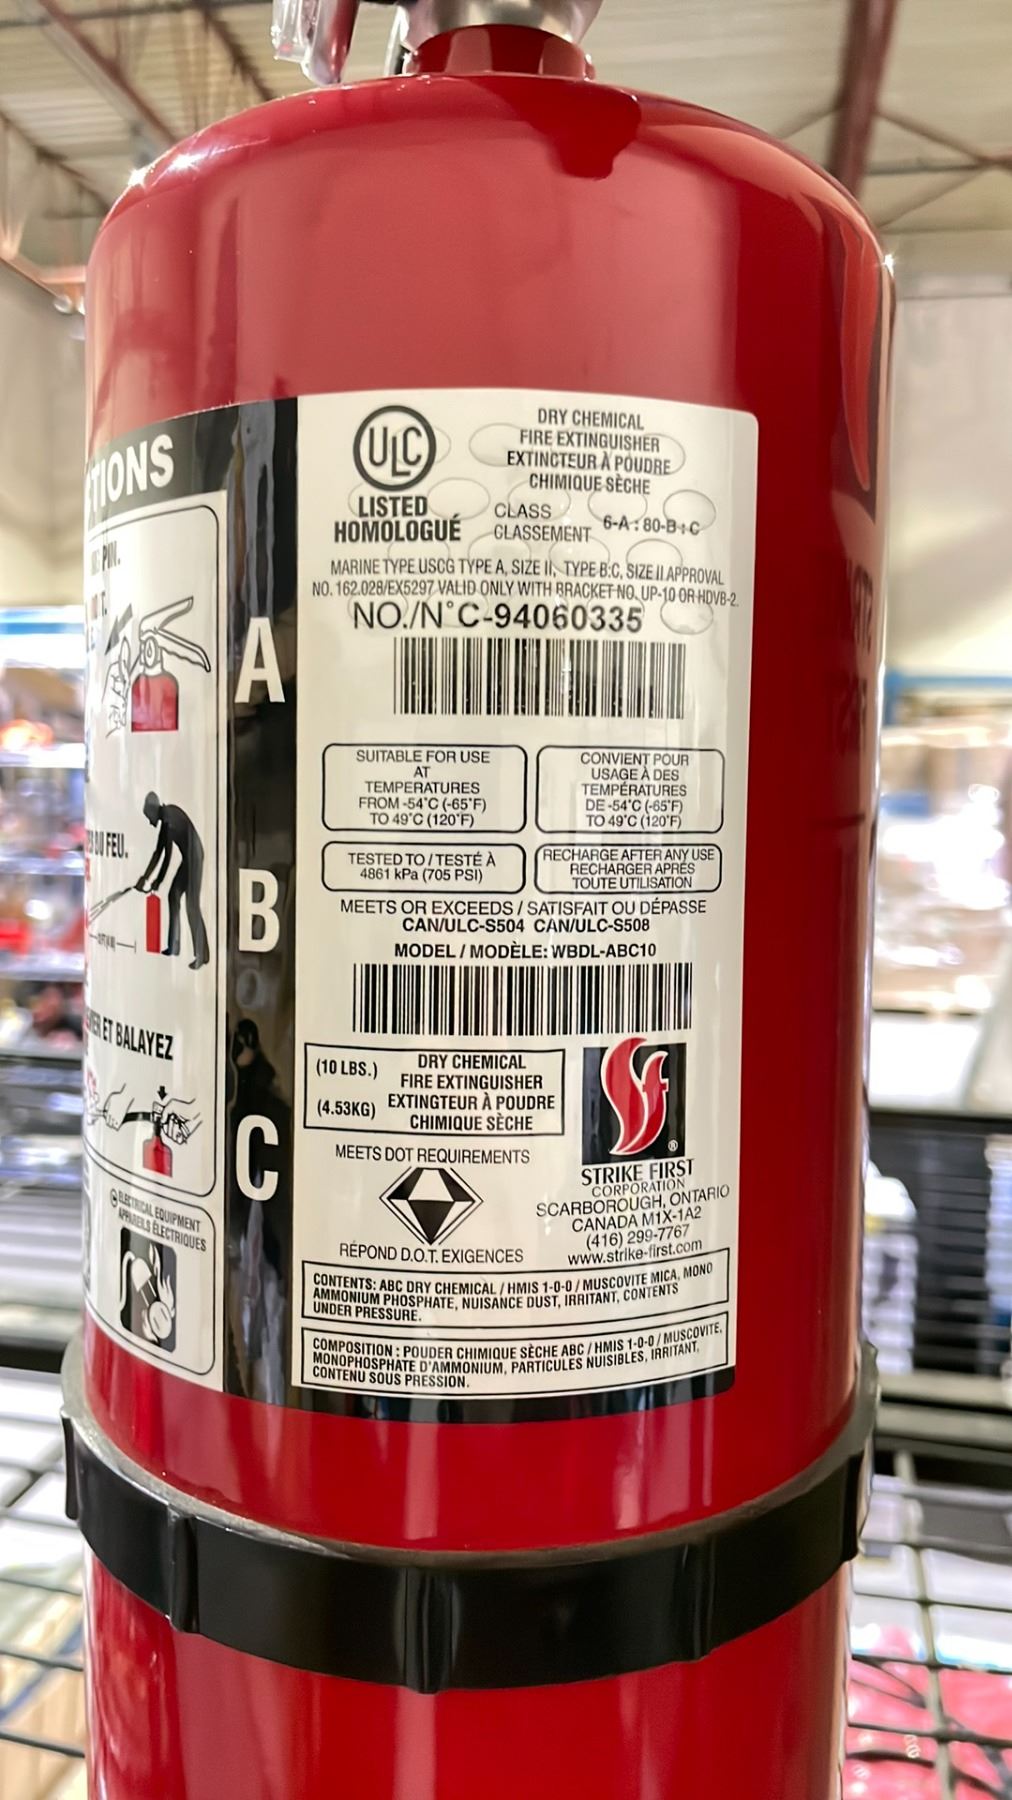 TIONS
PIN.
T.
DU FEU.
ET BALAYEZ
ELECTRICAL EQUIPMENT
APPAREILS ÉLECTRIQUES
A
B
C
ULC
LISTED
HOMOLOGUÉ
DRY CHEMICAL
FIRE EXTINGUISHER
EXTINCTEUR À POUDRE
CHIMIQUE SÈCHE
CLASS
CLASSEMENT
6-A : 80-B : C
MARINE TYPE USCG TYPE A, SIZE II, TYPE B:C, SIZE II APPROVAL
NO. 162.028/EX5297 VALID ONLY WITH BRACKET NO. UP-10 OR HDVB-2.
NO./N°C-94060335
SUITABLE FOR USE
AT
TEMPERATURES
FROM -54°C (-65°F)
TO 49°C (120°F)
CONVIENT POUR
USAGE À DES
TEMPÉRATURES
DE -54°C (-65°F)
TO 49°C (120°F)
TESTED TO / TESTÉ À
4861 kPa (705 PSI)
RECHARGE AFTER ANY USE
RECHARGER APRÈS
TOUTE UTILISATION
MEETS OR EXCEEDS / SATISFAIT OU DÉPASSE
CAN/ULC-S504 CAN/ULC-S508
MODEL / MODÈLE: WBDL-ABC10
(10 LBS.)
(4.53KG)
DRY CHEMICAL
FIRE EXTINGUISHER
EXTINGTEUR À POUDRE
CHIMIQUE SÈCHE
MEETS DOT REQUIREMENTS
RÉPOND D.O.T. EXIGENCES
®
STRIKE FIRST
CORPORATION
SCARBOROUGH, ONTARIO
CANADA M1X-1A2
(416) 299-7767
www.strike-first.com
CONTENTS: ABC DRY CHEMICAL / HMIS 1-0-0 / MUSCOVITE MICA, MONO
AMMONIUM PHOSPHATE, NUISANCE DUST, IRRITANT, CONTENTS
UNDER PRESSURE.
COMPOSITION : POUDER CHIMIQUE SÈCHE ABC / HMIS 1-0-0 / MUSCOVITE,
MONOPHOSPHATE D'AMMONIUM, PARTICULES NUISIBLES, IRRITANT,
CONTENU SOUS PRESSION.